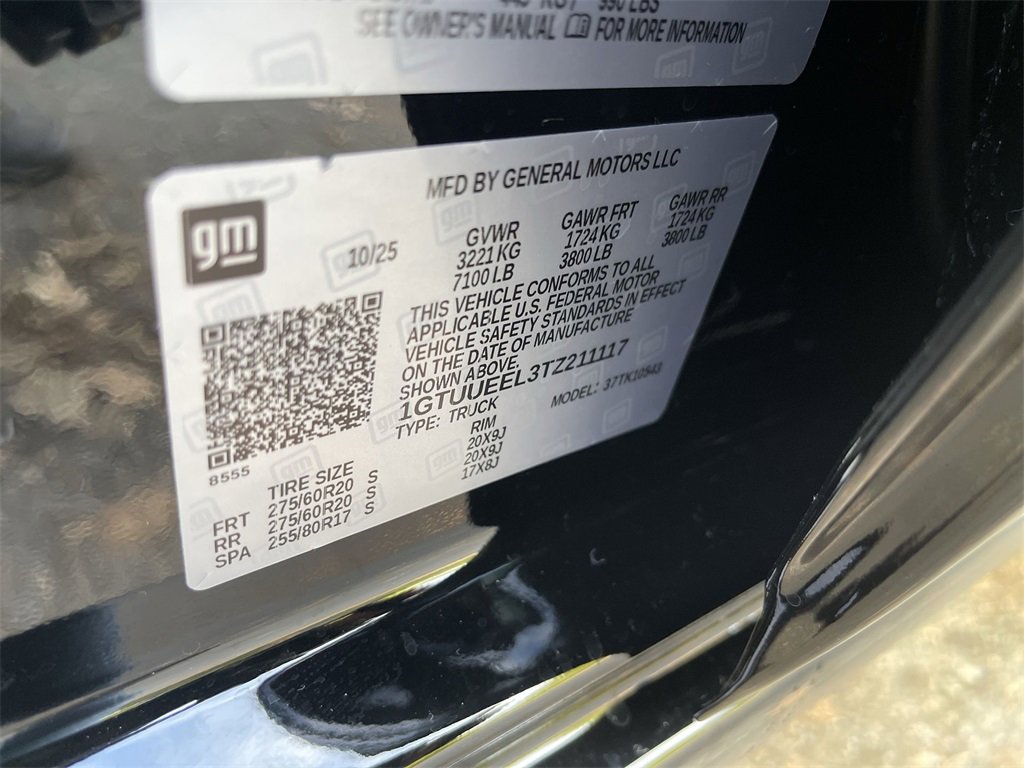 990 LBS
SEE OWNER'S MANUAL FOR MORE INFORMATION
MFD BY GENERAL MOTORS LLC
gm
10/25
GVWR GAWR FRT GAWR RR
3221 KG 1724 KG 1724 KG
7100 LB 3800 LB 3800 LB
THIS VEHICLE CONFORMS TO ALL
APPLICABLE U.S. FEDERAL MOTOR
VEHICLE SAFETY STANDARDS IN EFFECT
ON THE DATE OF MANUFACTURE
SHOWN ABOVE.
1GTUUEEL3TZ211117
TYPE: TRUCK MODEL: 37TK10543
8555
TIRE SIZE RIM
FRT 275/60R20 S 20X9J
RR 275/60R20 S 20X9J
SPA 255/80R17 S 17X8J